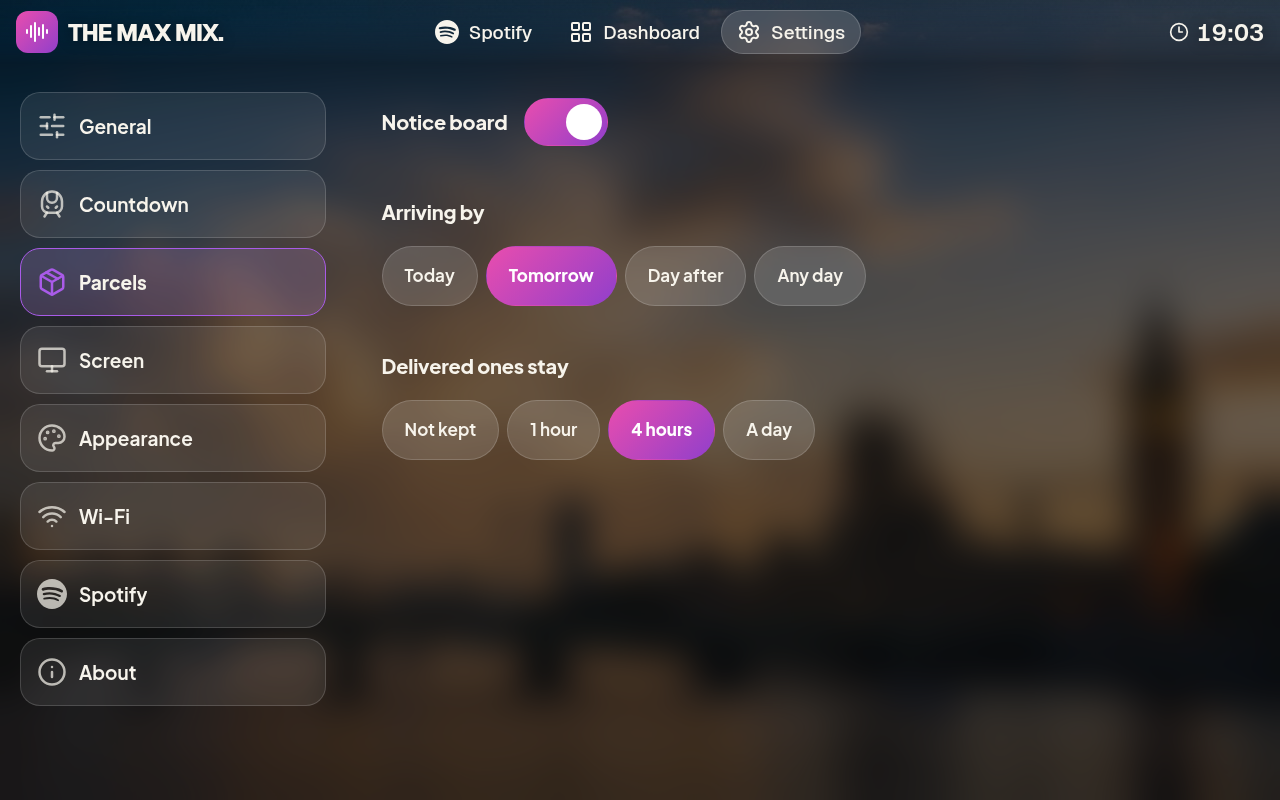 THE MAX MIX.
Spotify
Dashboard
Settings
19:03
General
Countdown
Parcels
Screen
Appearance
Wi-Fi
Spotify
About
Notice board
Arriving by
Today
Tomorrow
Day after
Any day
Delivered ones stay
Not kept
1 hour
4 hours
A day